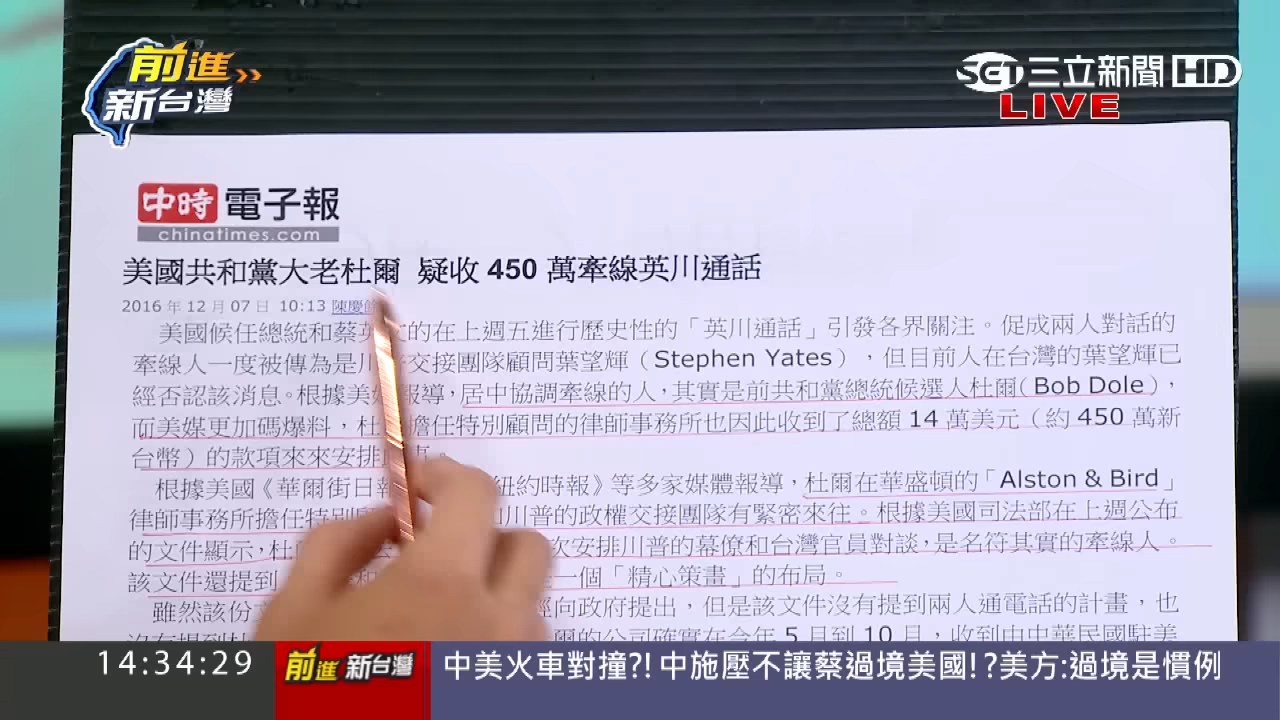 前進
新台灣
SET三立新聞HD
LIVE
中時 電子報
chinatimes.com
美國共和黨大老杜爾 疑收 450 萬牽線英川通話
2016 年 12 月 07 日 10:13 陳慶
美國候任總統和蔡 的在上週五進行歷史性的「英川通話」引發各界關注。促成兩人對話的
牽線人一度被傳為是川 交接團隊顧問葉望輝（Stephen Yates），但目前人在台灣的葉望輝已
經否認該消息。根據美 報導，居中協調牽線的人，其實是前共和黨總統候選人杜爾（Bob Dole），
而美媒更加碼爆料，杜 擔任特別顧問的律師事務所也因此收到了總額 14 萬美元（約 450 萬新
台幣）的款項來來安排 事。
根據美國《華爾街日報 紐約時報》等多家媒體報導，杜爾在華盛頓的「Alston & Bird」
律師事務所擔任特別 和川普的政權交接團隊有緊密來往。根據美國司法部在上週公布
的文件顯示，杜 次安排川普的幕僚和台灣官員對談，是名符其實的牽線人。
該文件還提到 一個「精心策畫」的布局。
雖然該份 經向政府提出，但是該文件沒有提到兩人通電話的計畫，也
沒有提到杜 爾的公司確實在今年 5 月到 10 月，收到由中華民國駐美
14:34:29 前進新台灣 中美火車對撞?! 中施壓不讓蔡過境美國!?美方:過境是慣例